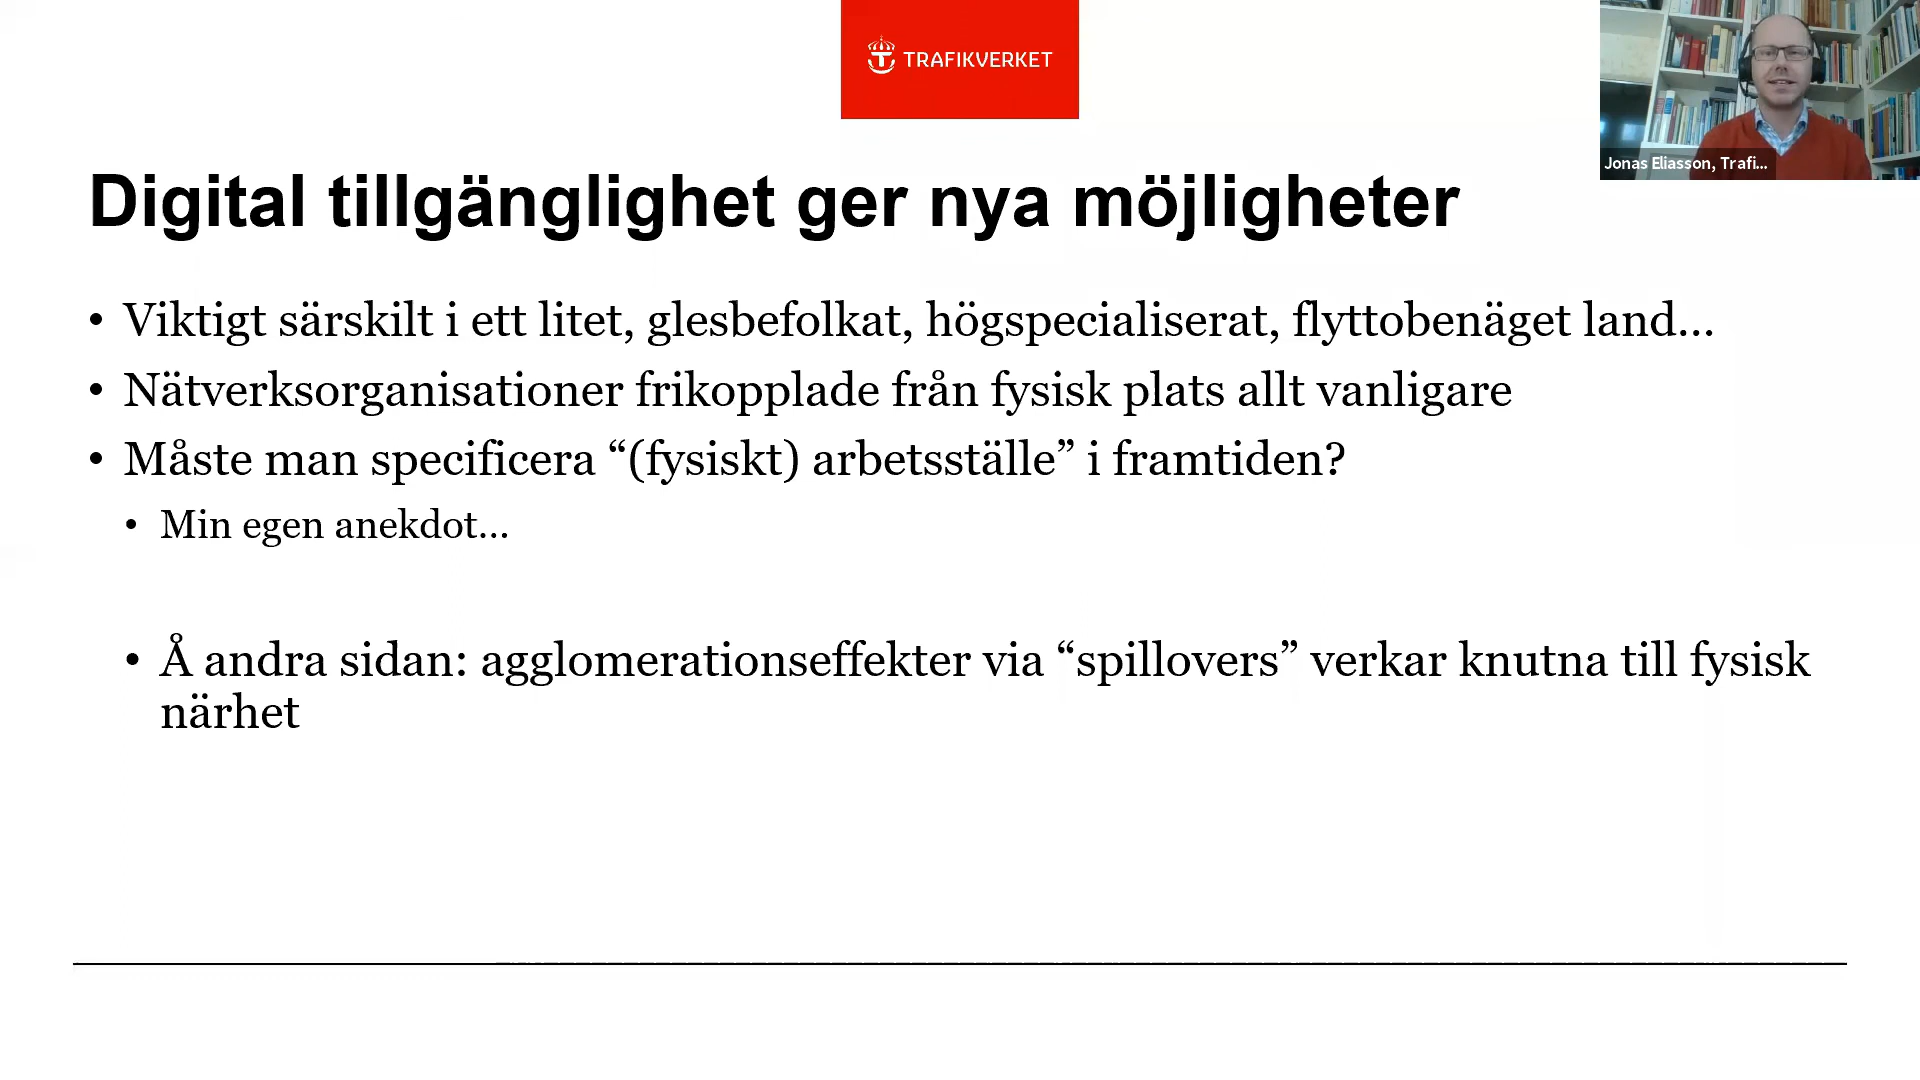 TRAFIKVERKET
Jonas Eliasson, Trafi...
Digital tillgänglighet ger nya möjligheter
• Viktigt särskilt i ett litet, glesbefolkat, högspecialiserat, flyttobenäget land...
• Nätverksorganisationer frikopplade från fysisk plats allt vanligare
• Måste man specificera “(fysiskt) arbetsställe” i framtiden?
• Min egen anekdot...
• Å andra sidan: agglomerationseffekter via “spillovers” verkar knutna till fysisk
närhet